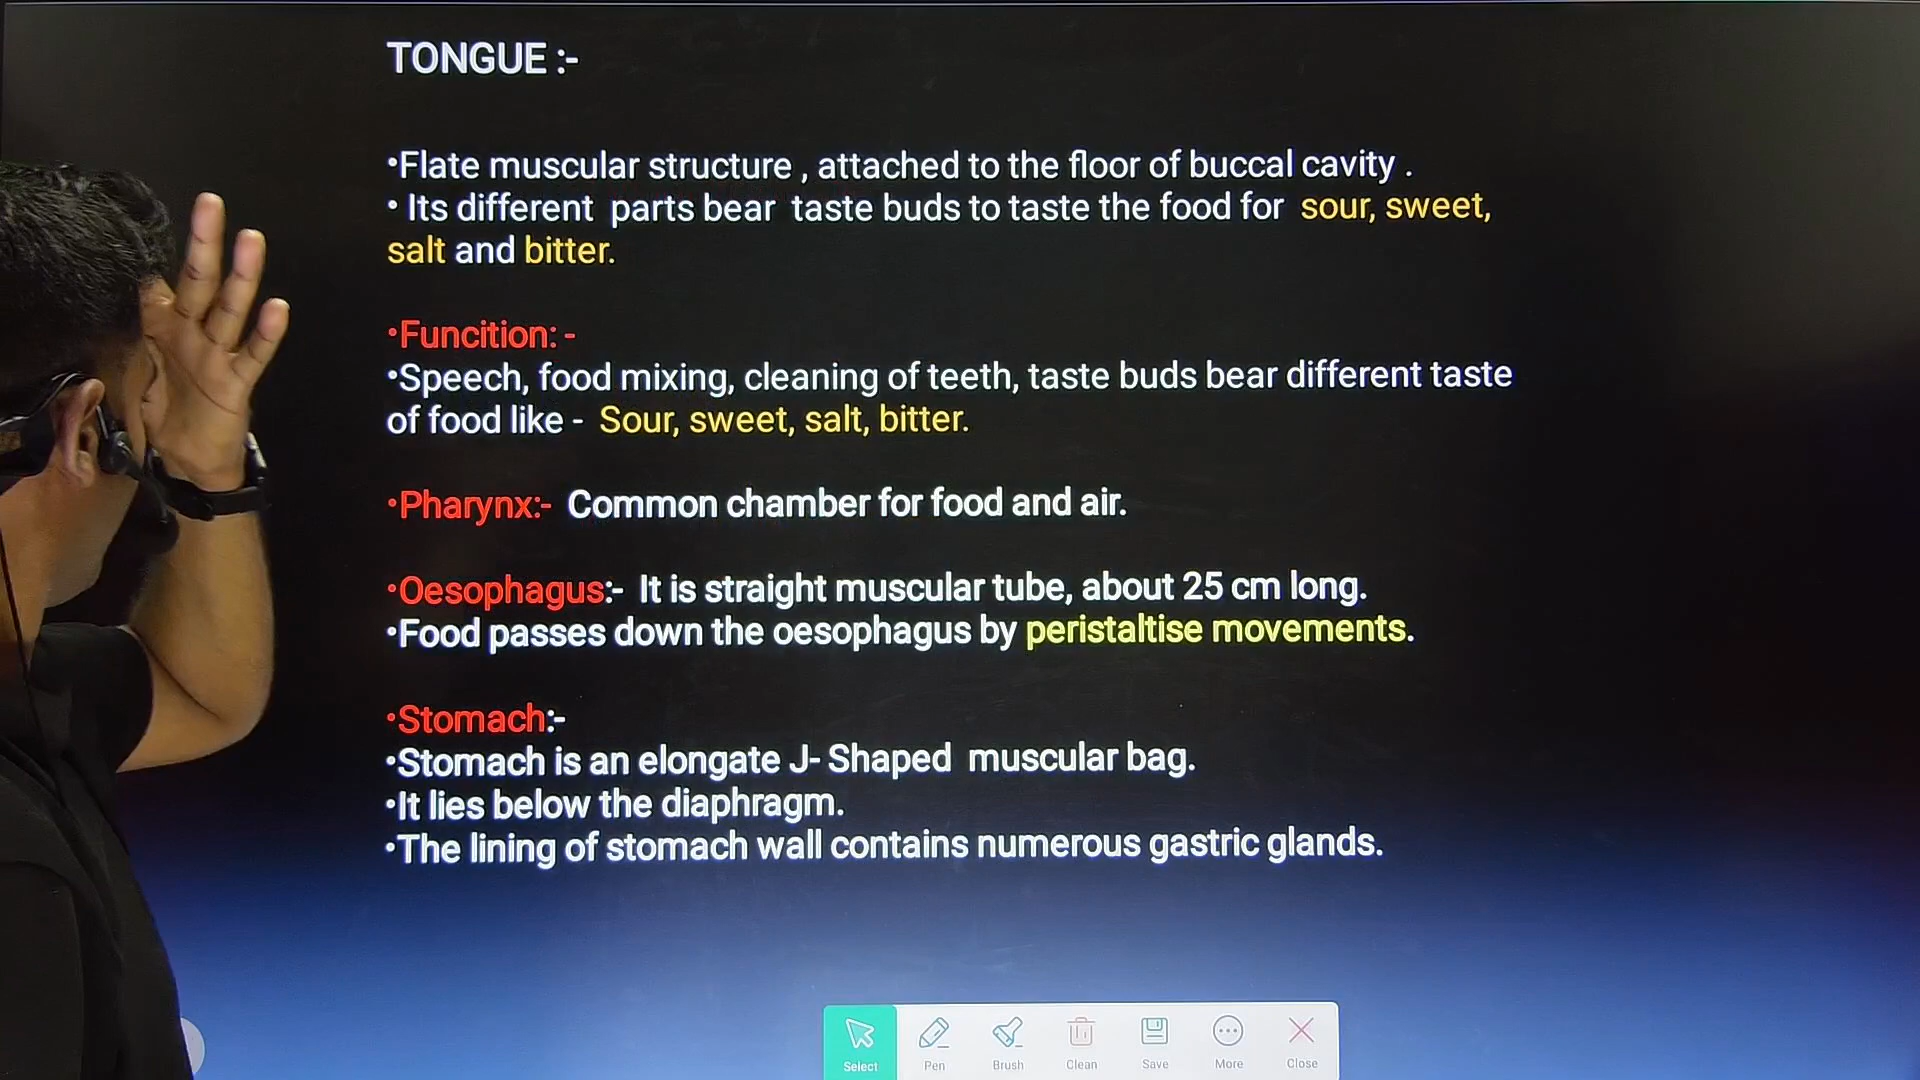 TONGUE :-
•Flate muscular structure , attached to the floor of buccal cavity .
• Its different parts bear taste buds to taste the food for sour, sweet,
salt and bitter.
•Funcition: -
•Speech, food mixing, cleaning of teeth, taste buds bear different taste
of food like - Sour, sweet, salt, bitter.
•Pharynx:- Common chamber for food and air.
•Oesophagus:- It is straight muscular tube, about 25 cm long.
•Food passes down the oesophagus by peristaltise movements.
•Stomach:-
•Stomach is an elongate J- Shaped muscular bag.
•It lies below the diaphragm.
•The lining of stomach wall contains numerous gastric glands.
Select Pen Brush Clean Save More Close